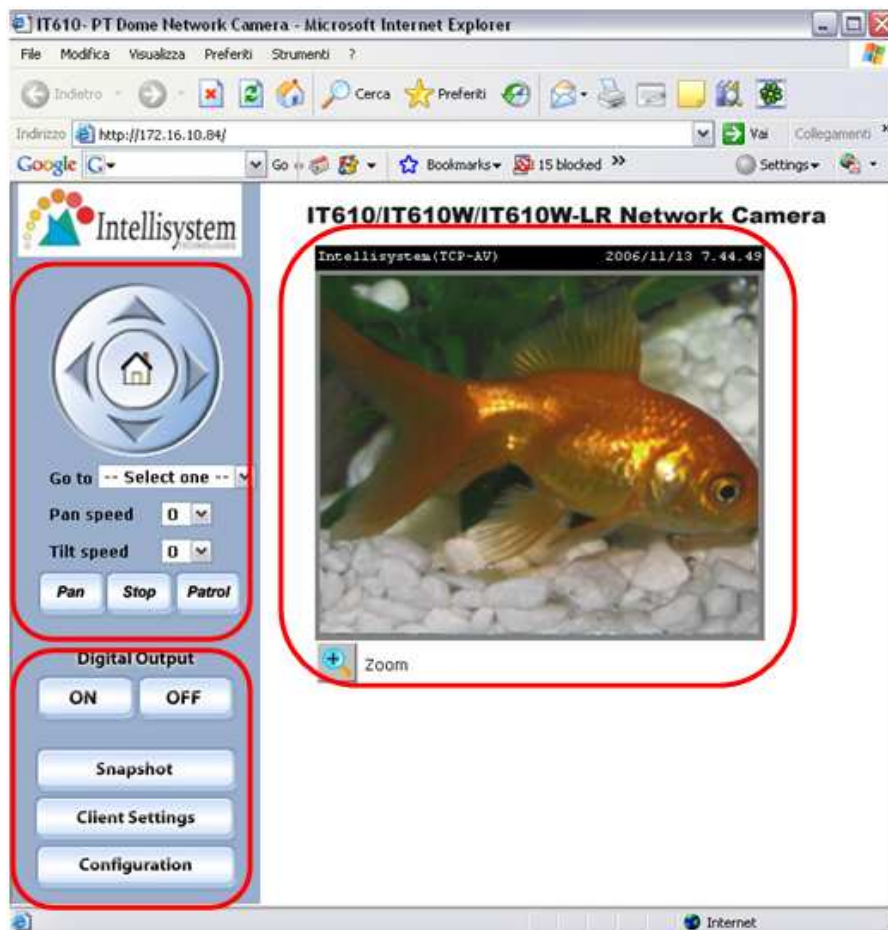 IT610- PT Dome Network Camera - Microsoft Internet Explorer
File Modifica Visualizza Preferiti Strumenti ?
Indietro Cerca Preferiti
Indirizzo http://172.16.10.84/ Vai Collegamenti »
Google G Go Bookmarks 15 blocked » Settings
Intellisystem
TECHNOLOGIES
IT610/IT610W/IT610W-LR Network Camera
Intellisystem(TCP-AV) 2006/11/13 7.44.49
Go to -- Select one --
Pan speed 0
Tilt speed 0
Pan Stop Patrol
Zoom
Digital Output
ON OFF
Snapshot
Client Settings
Configuration
Internet